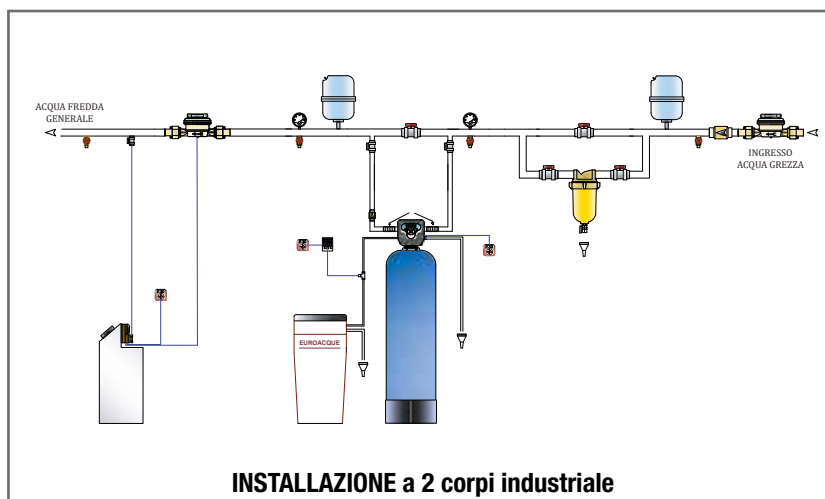 ACQUA FREDDA
GENERALE
INGRESSO
ACQUA GREZZA
EUROACQUE
INSTALLAZIONE a 2 corpi industriale